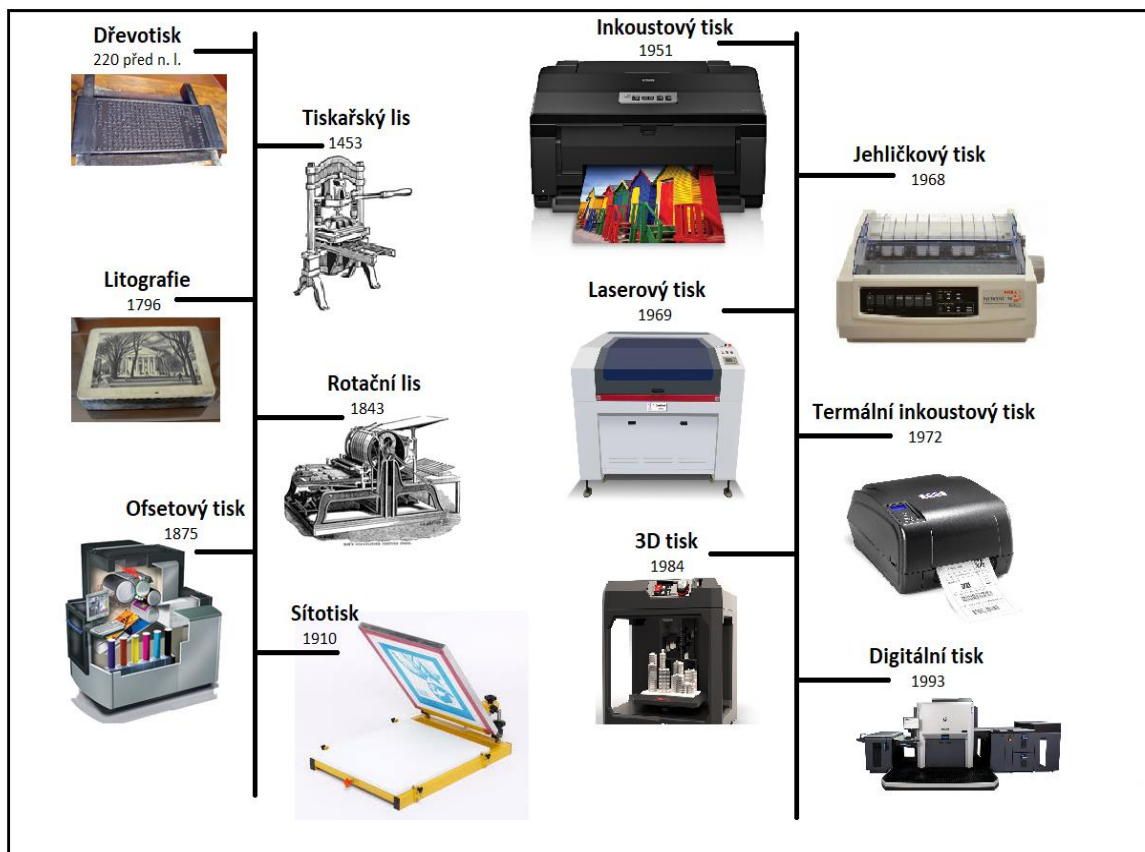 Dřevotisk
220 před n. l.
Tiskařský lis
1453
Litografie
1796
Rotační lis
1843
Ofsetový tisk
1875
Sítotisk
1910
Inkoustový tisk
1951
Jehličkový tisk
1968
Laserový tisk
1969
Termální inkoustový tisk
1972
3D tisk
1984
Digitální tisk
1993